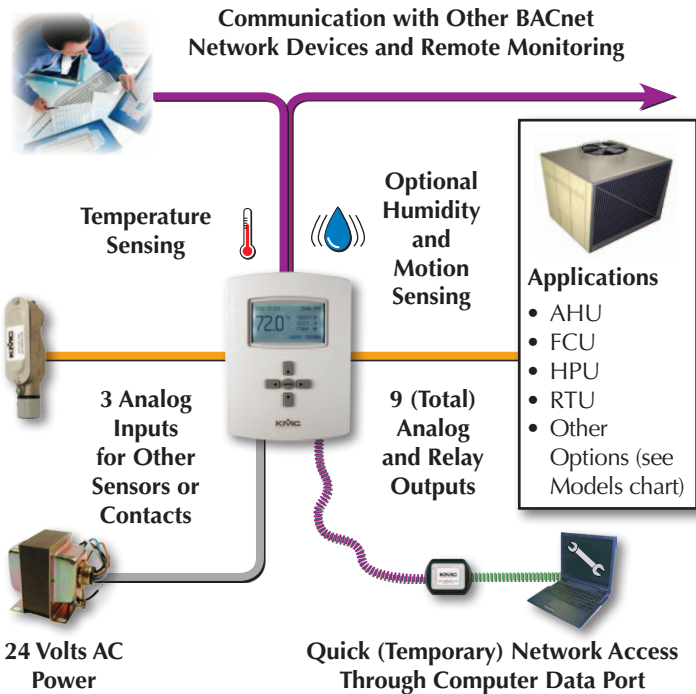 Communication with Other BACnet
Network Devices and Remote Monitoring
Temperature
Sensing
Optional
Humidity
and
Motion
Sensing
72.0°
KMC
KMC
3 Analog
Inputs
for Other
Sensors or
Contacts
9 (Total)
Analog
and Relay
Outputs
Applications
• AHU
• FCU
• HPU
• RTU
• Other
Options (see
Models chart)
KMC
24 Volts AC
Power
Quick (Temporary) Network Access
Through Computer Data Port